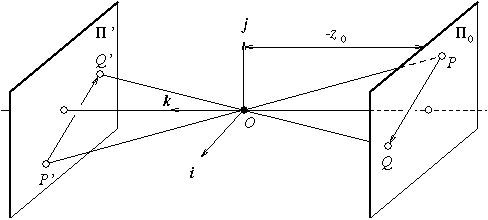 Π' j -z₀ Π₀
Q' P
k
O
P' i Q